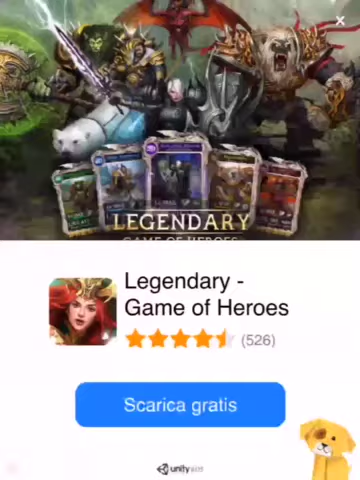 LEGENDARY
GAME OF HEROES
Legendary -
Game of Heroes
(526)
Scarica gratis
unity